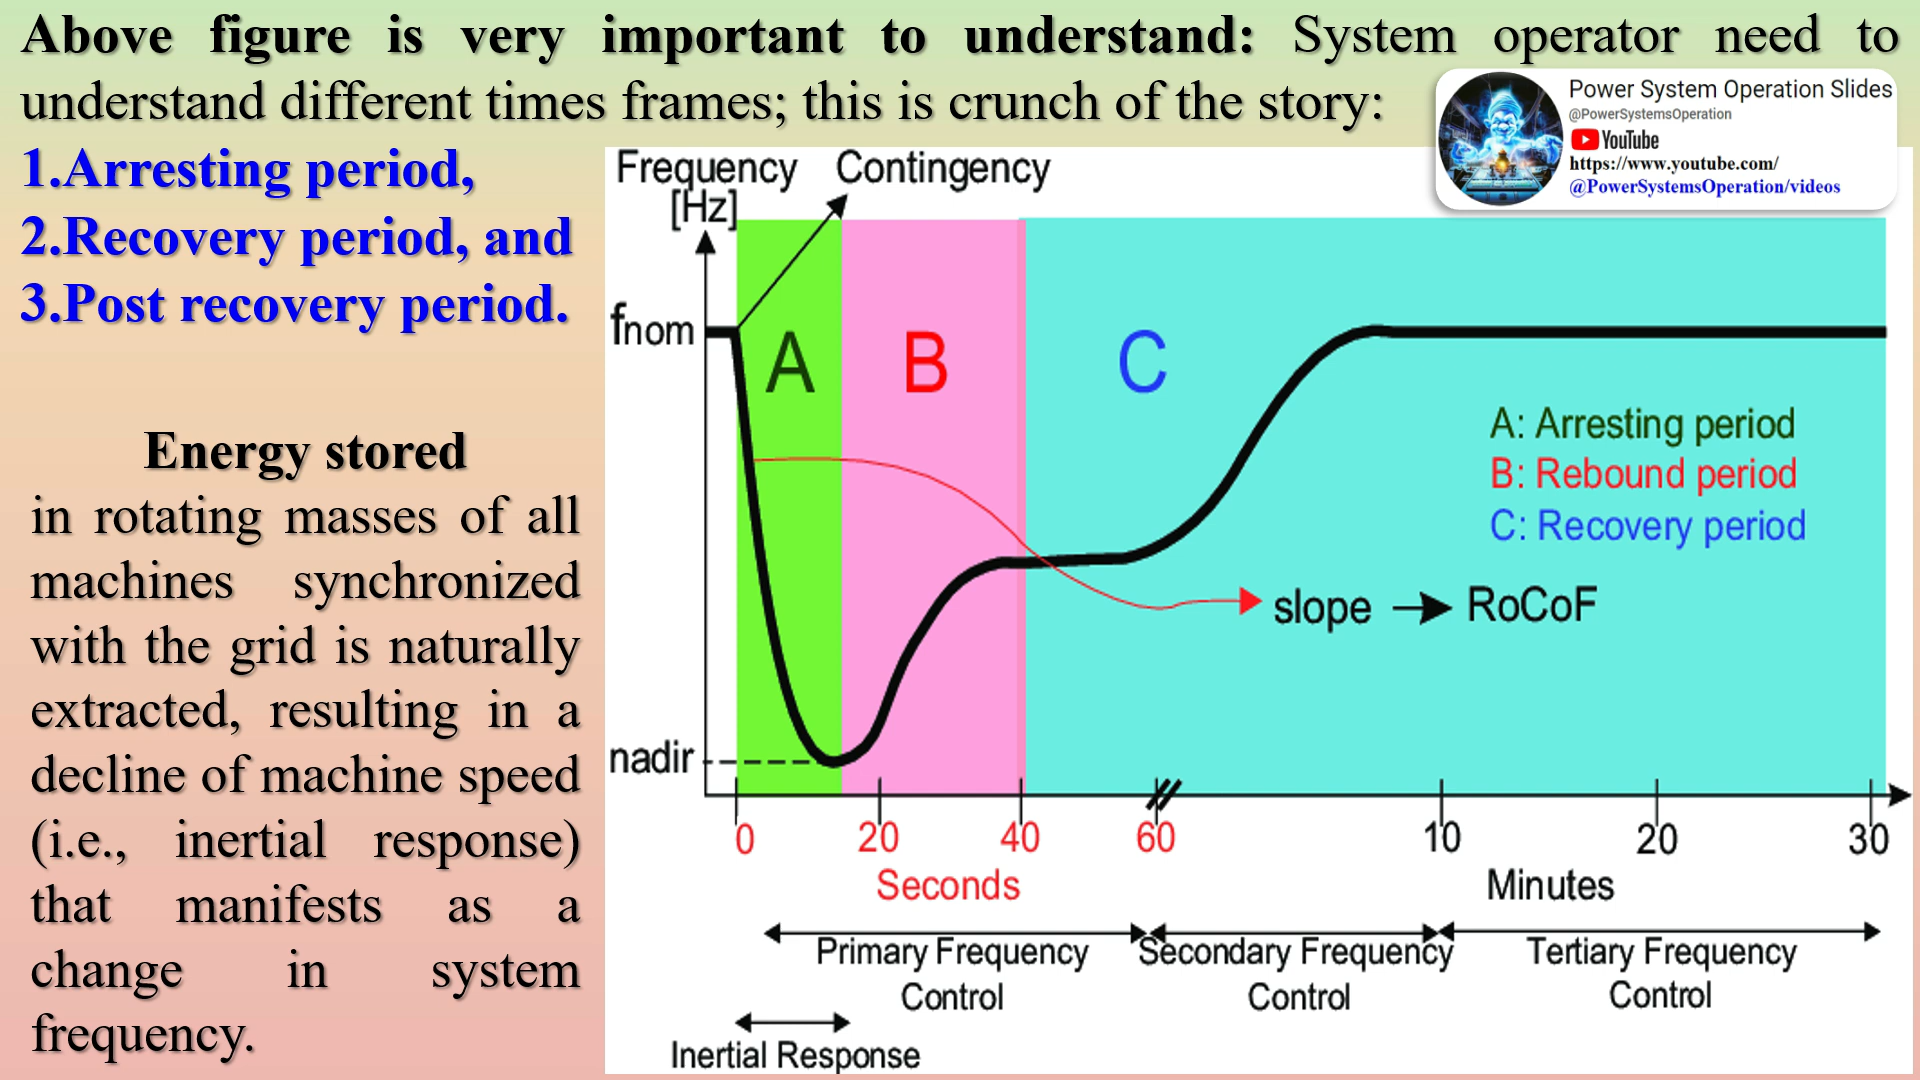 Above figure is very important to understand: System operator need to
understand different times frames; this is crunch of the story:
Power System Operation Slides
@PowerSystemsOperation
YouTube
https://www.youtube.com/
@PowerSystemsOperation/videos
1.Arresting period,
2.Recovery period, and
3.Post recovery period.
Energy stored
in rotating masses of all
machines synchronized
with the grid is naturally
extracted, resulting in a
decline of machine speed
(i.e., inertial response)
that manifests as a
change in system
frequency.
Frequency
[Hz]
Contingency
fnom
A
B
C
A: Arresting period
B: Rebound period
C: Recovery period
slope
RoCoF
nadir
0 20 40 60 10 20 30
Seconds
Minutes
Primary Frequency
Control
Secondary Frequency
Control
Tertiary Frequency
Control
Inertial Response